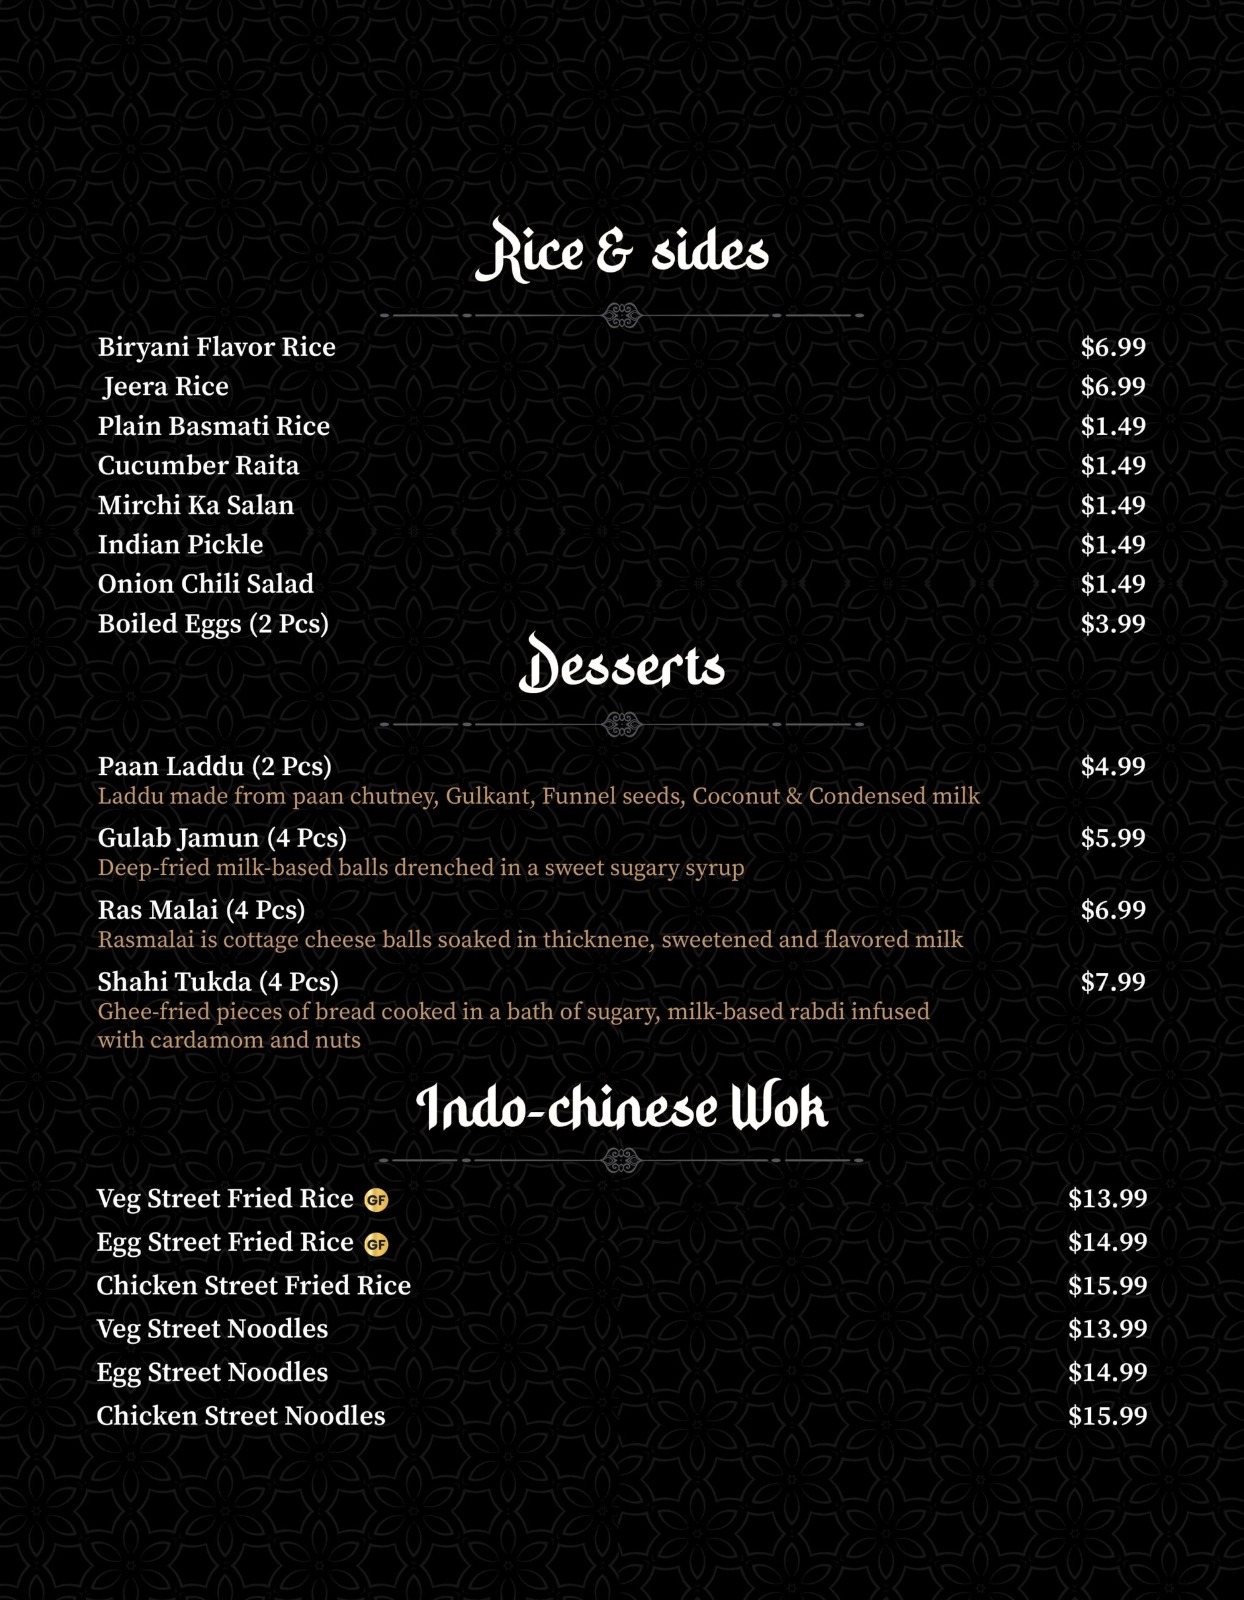 Rice & sides
Biryani Flavor Rice $6.99
Jeera Rice $6.99
Plain Basmati Rice $1.49
Cucumber Raita $1.49
Mirchi Ka Salan $1.49
Indian Pickle $1.49
Onion Chili Salad $1.49
Boiled Eggs (2 Pcs) $3.99
Desserts
Paan Laddu (2 Pcs) $4.99
Laddu made from paan chutney, Gulkant, Funnel seeds, Coconut & Condensed milk
Gulab Jamun (4 Pcs) $5.99
Deep-fried milk-based balls drenched in a sweet sugary syrup
Ras Malai (4 Pcs) $6.99
Rasmalai is cottage cheese balls soaked in thicknene, sweetened and flavored milk
Shahi Tukda (4 Pcs) $7.99
Ghee-fried pieces of bread cooked in a bath of sugary, milk-based rabdi infused
with cardamom and nuts
Indo-chinese Wok
Veg Street Fried Rice GF $13.99
Egg Street Fried Rice GF $14.99
Chicken Street Fried Rice $15.99
Veg Street Noodles $13.99
Egg Street Noodles $14.99
Chicken Street Noodles $15.99